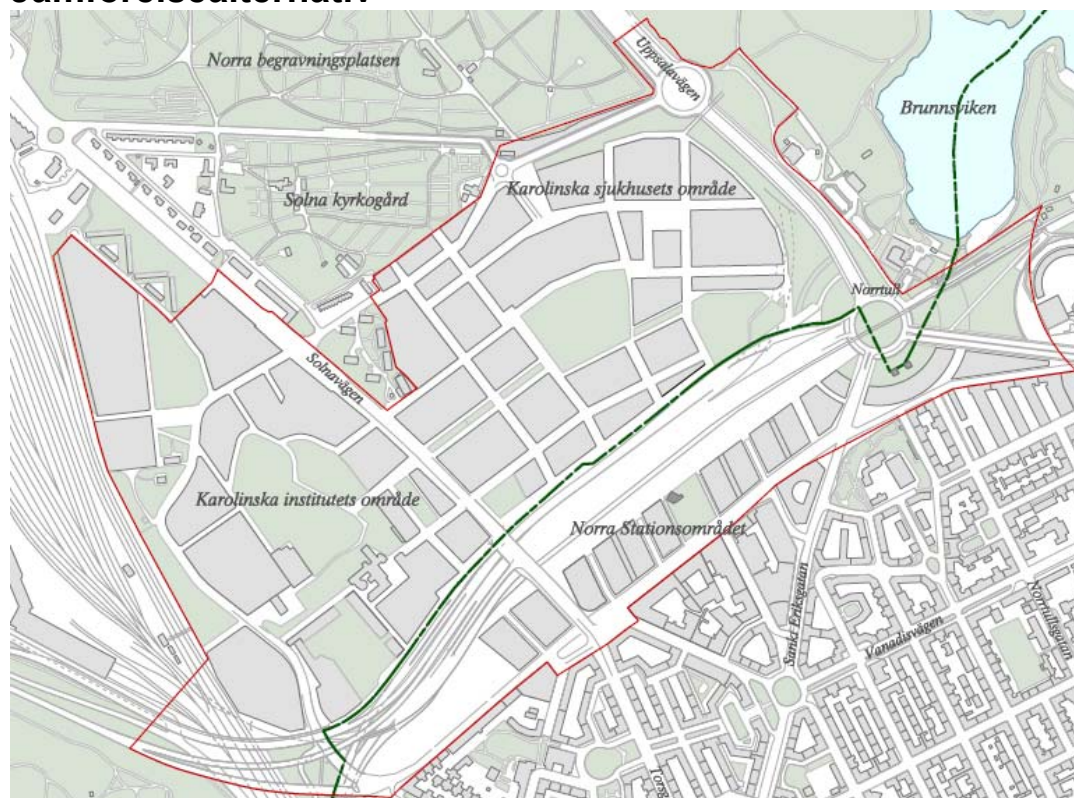 Norra begravningsplatsen
Uppsalavägen
Brunnsviken
Solna kyrkogård
Karolinska sjukhusets område
Norrtull
Solnavägen
Karolinska institutets område
Norra Stationsområdet
Sankt Eriksgatan
Vanadisvägen
Norrtullsgatan